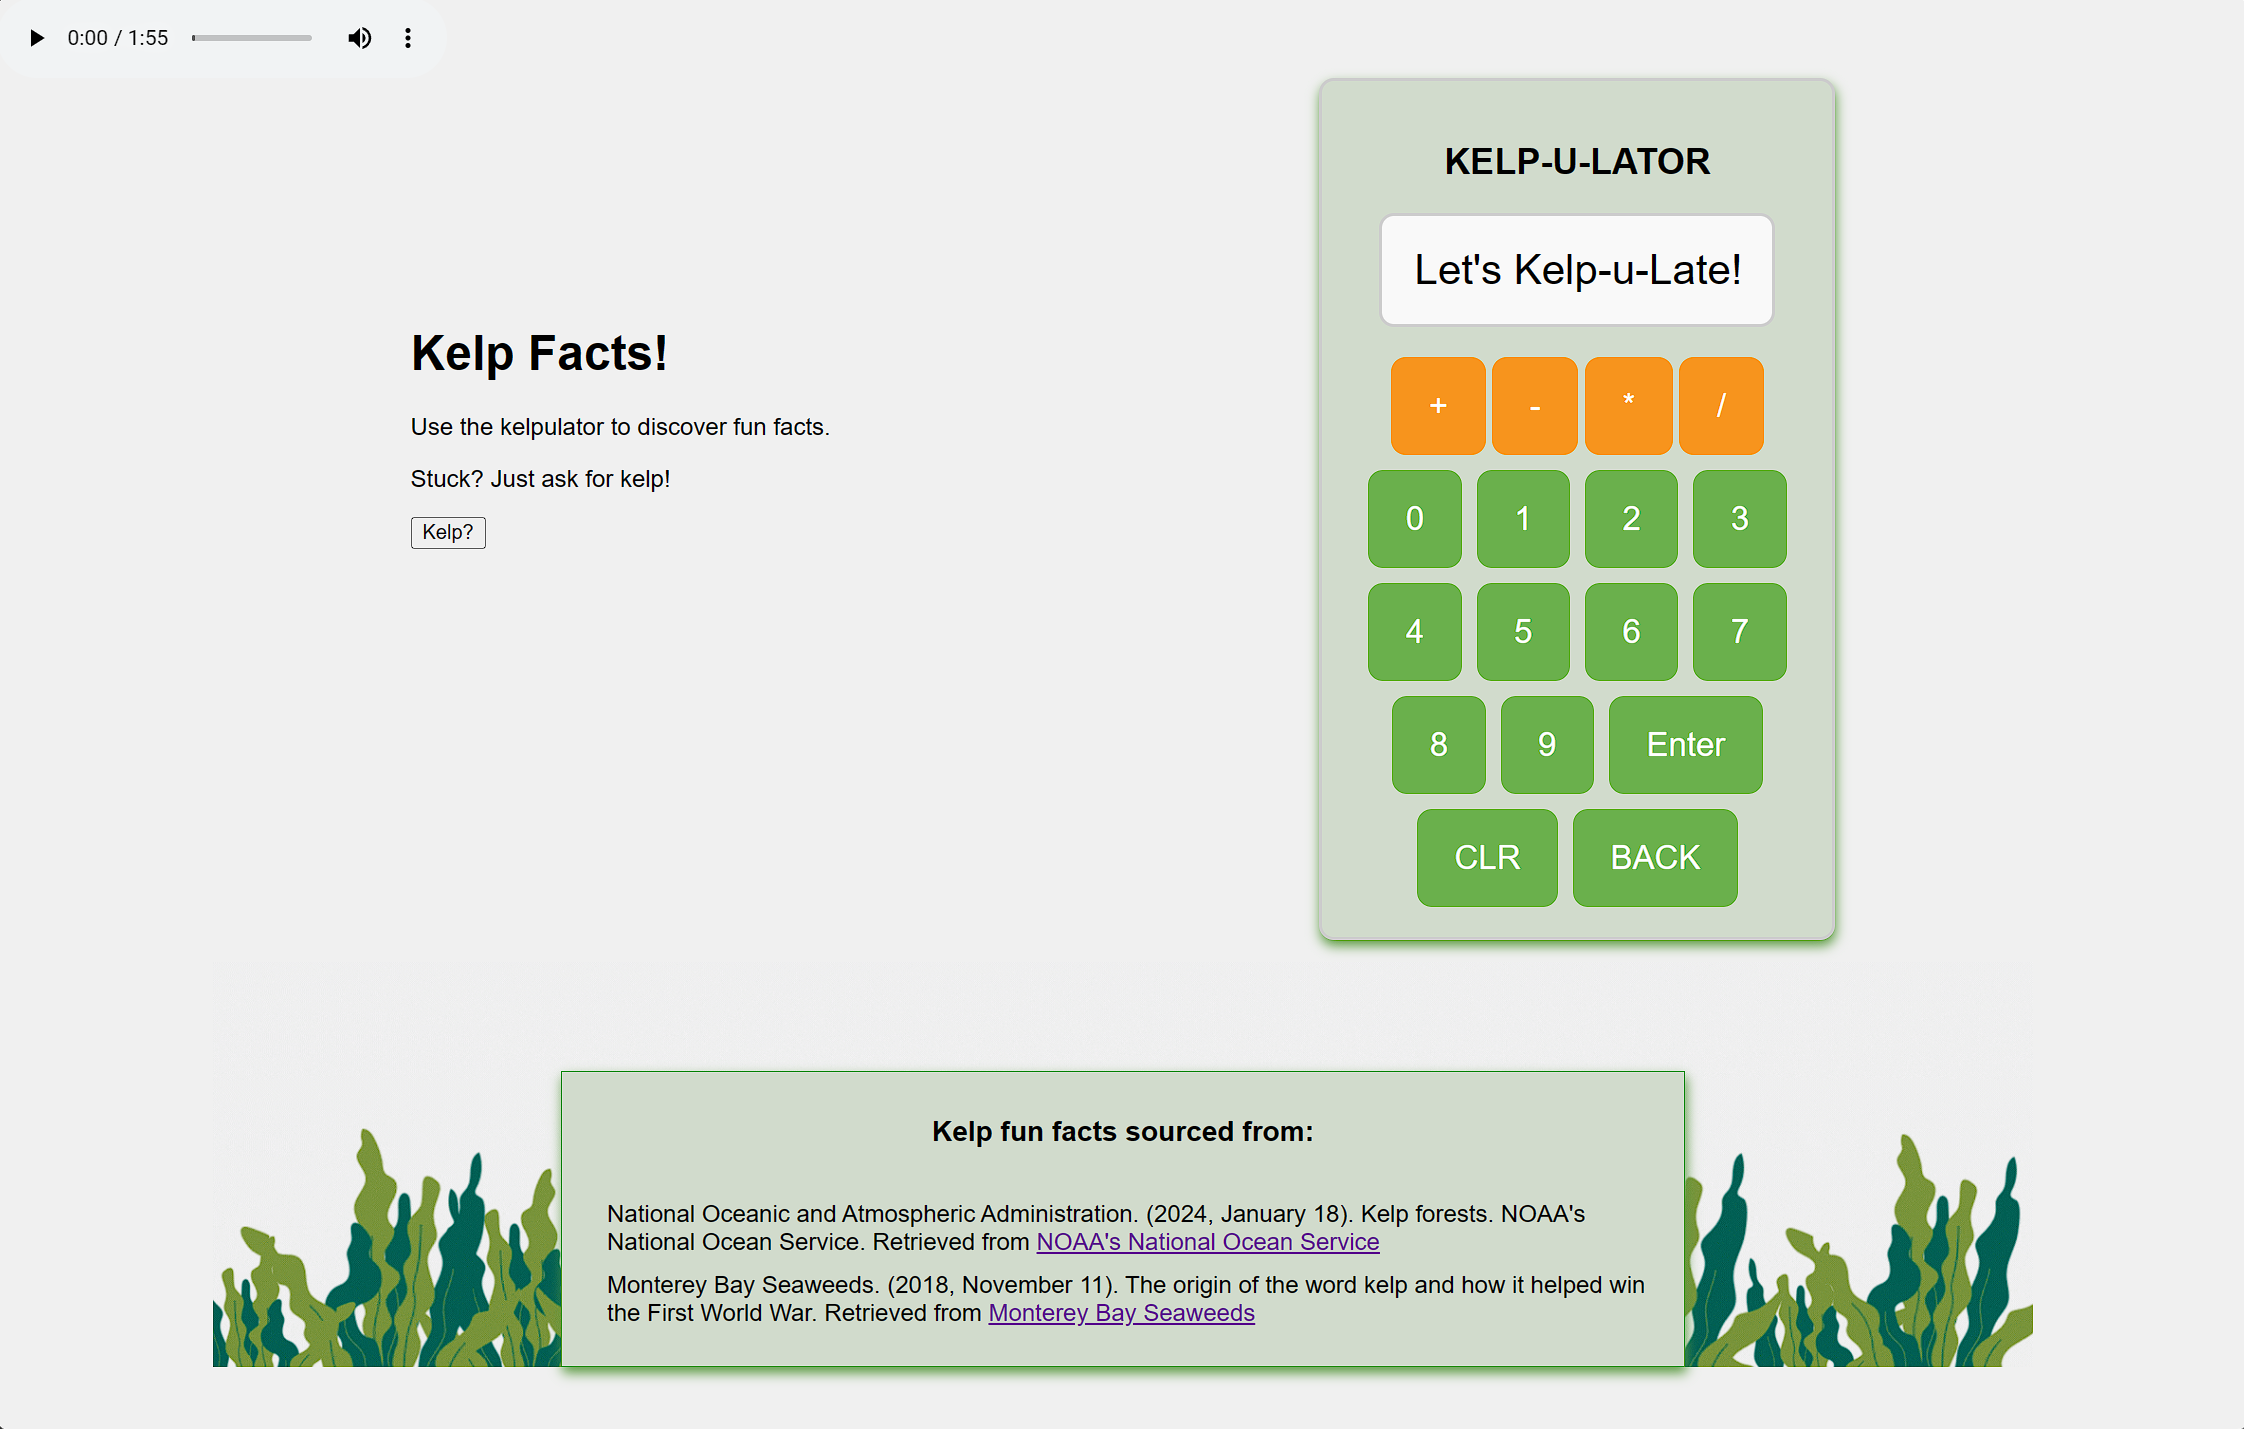 0:00 / 1:55
KELP-U-LATOR
Let's Kelp-u-Late!
Kelp Facts!
Use the kelpulator to discover fun facts.
Stuck? Just ask for kelp!
Kelp?
+ - * /
0 1 2 3
4 5 6 7
8 9 Enter
CLR BACK
Kelp fun facts sourced from:
National Oceanic and Atmospheric Administration. (2024, January 18). Kelp forests. NOAA's
National Ocean Service. Retrieved from NOAA's National Ocean Service
Monterey Bay Seaweeds. (2018, November 11). The origin of the word kelp and how it helped win
the First World War. Retrieved from Monterey Bay Seaweeds